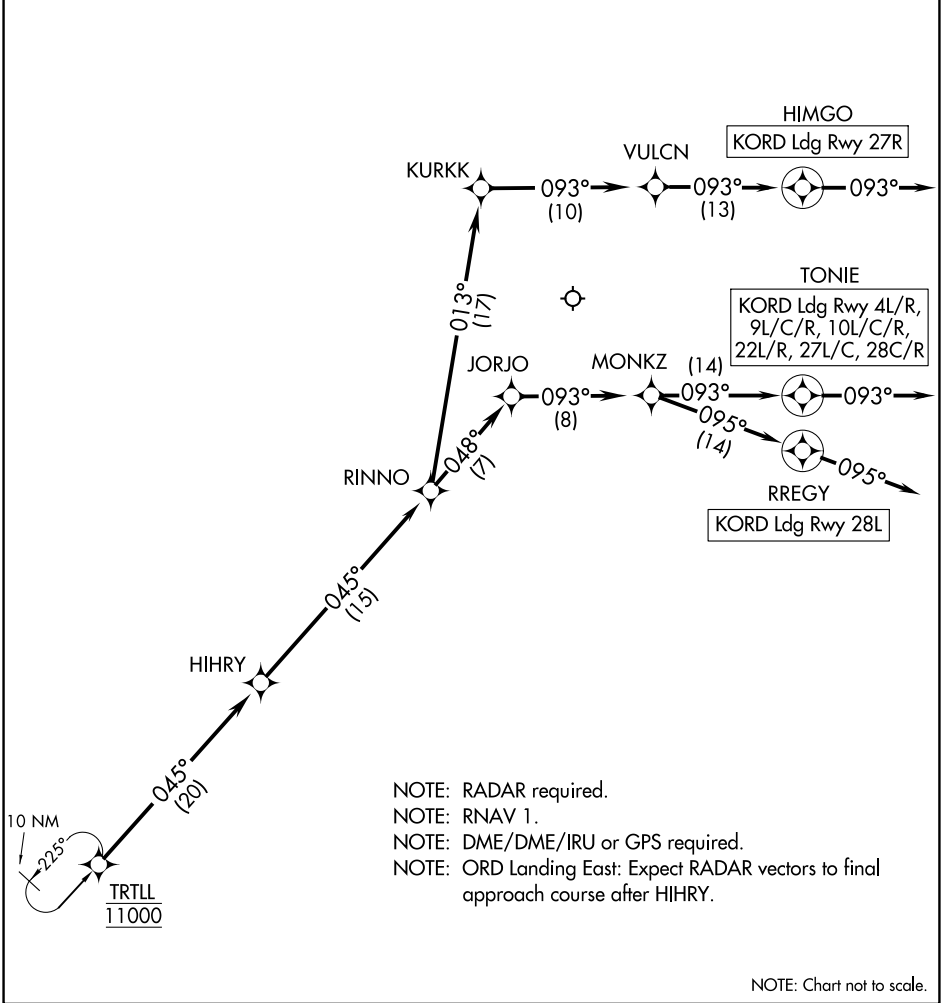 HIMGO
KORD Ldg Rwy 27R
VULCN
KURKK
093°
(10)
093°
(13)
093°
TONIE
KORD Ldg Rwy 4L/R,
9L/C/R, 10L/C/R,
22L/R, 27L/C, 28C/R
013°
(17)
JORJO
MONKZ
(14)
093°
(8)
093°
093°
095°
(14)
095°
RREGY
KORD Ldg Rwy 28L
048°
(7)
RINNO
045°
(15)
HIHRY
045°
(20)
10 NM
225°
TRTLL
11000
NOTE: RADAR required.
NOTE: RNAV 1.
NOTE: DME/DME/IRU or GPS required.
NOTE: ORD Landing East: Expect RADAR vectors to final
approach course after HIHRY.
NOTE: Chart not to scale.